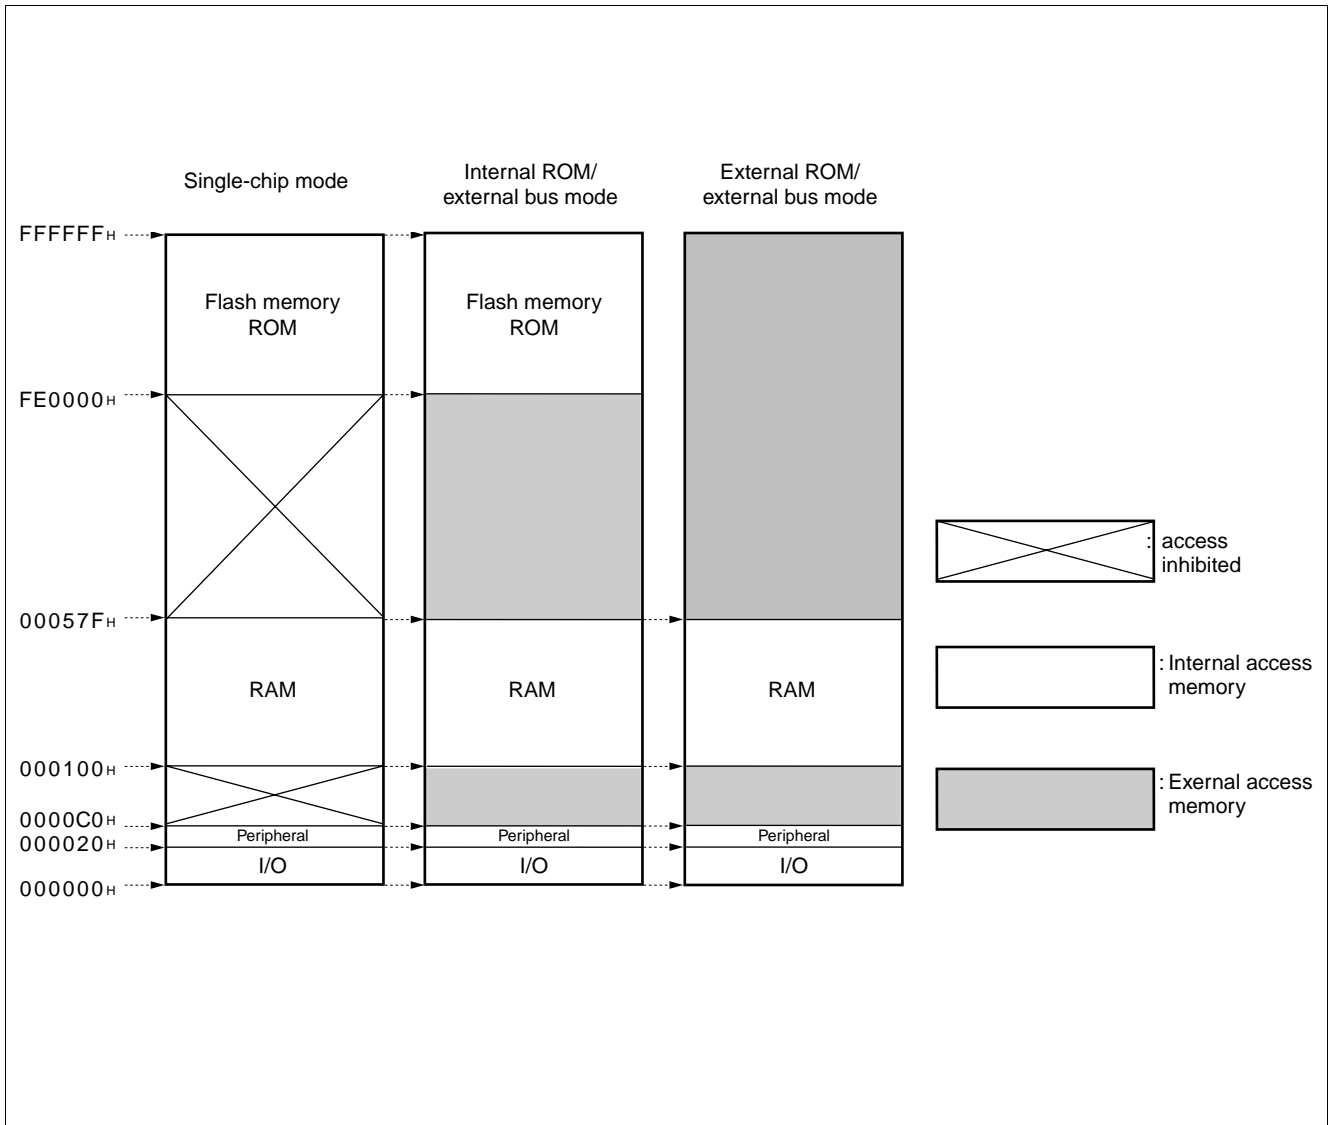 Single-chip mode
Internal ROM/
external bus mode
External ROM/
external bus mode
FFFFFFH
Flash memory
ROM
Flash memory
ROM
FE0000H
: access
inhibited
00057FH
RAM
RAM
RAM
: Internal access
memory
000100H
: Exernal access
memory
0000C0H
Peripheral
Peripheral
Peripheral
000020H
I/O
I/O
I/O
000000H